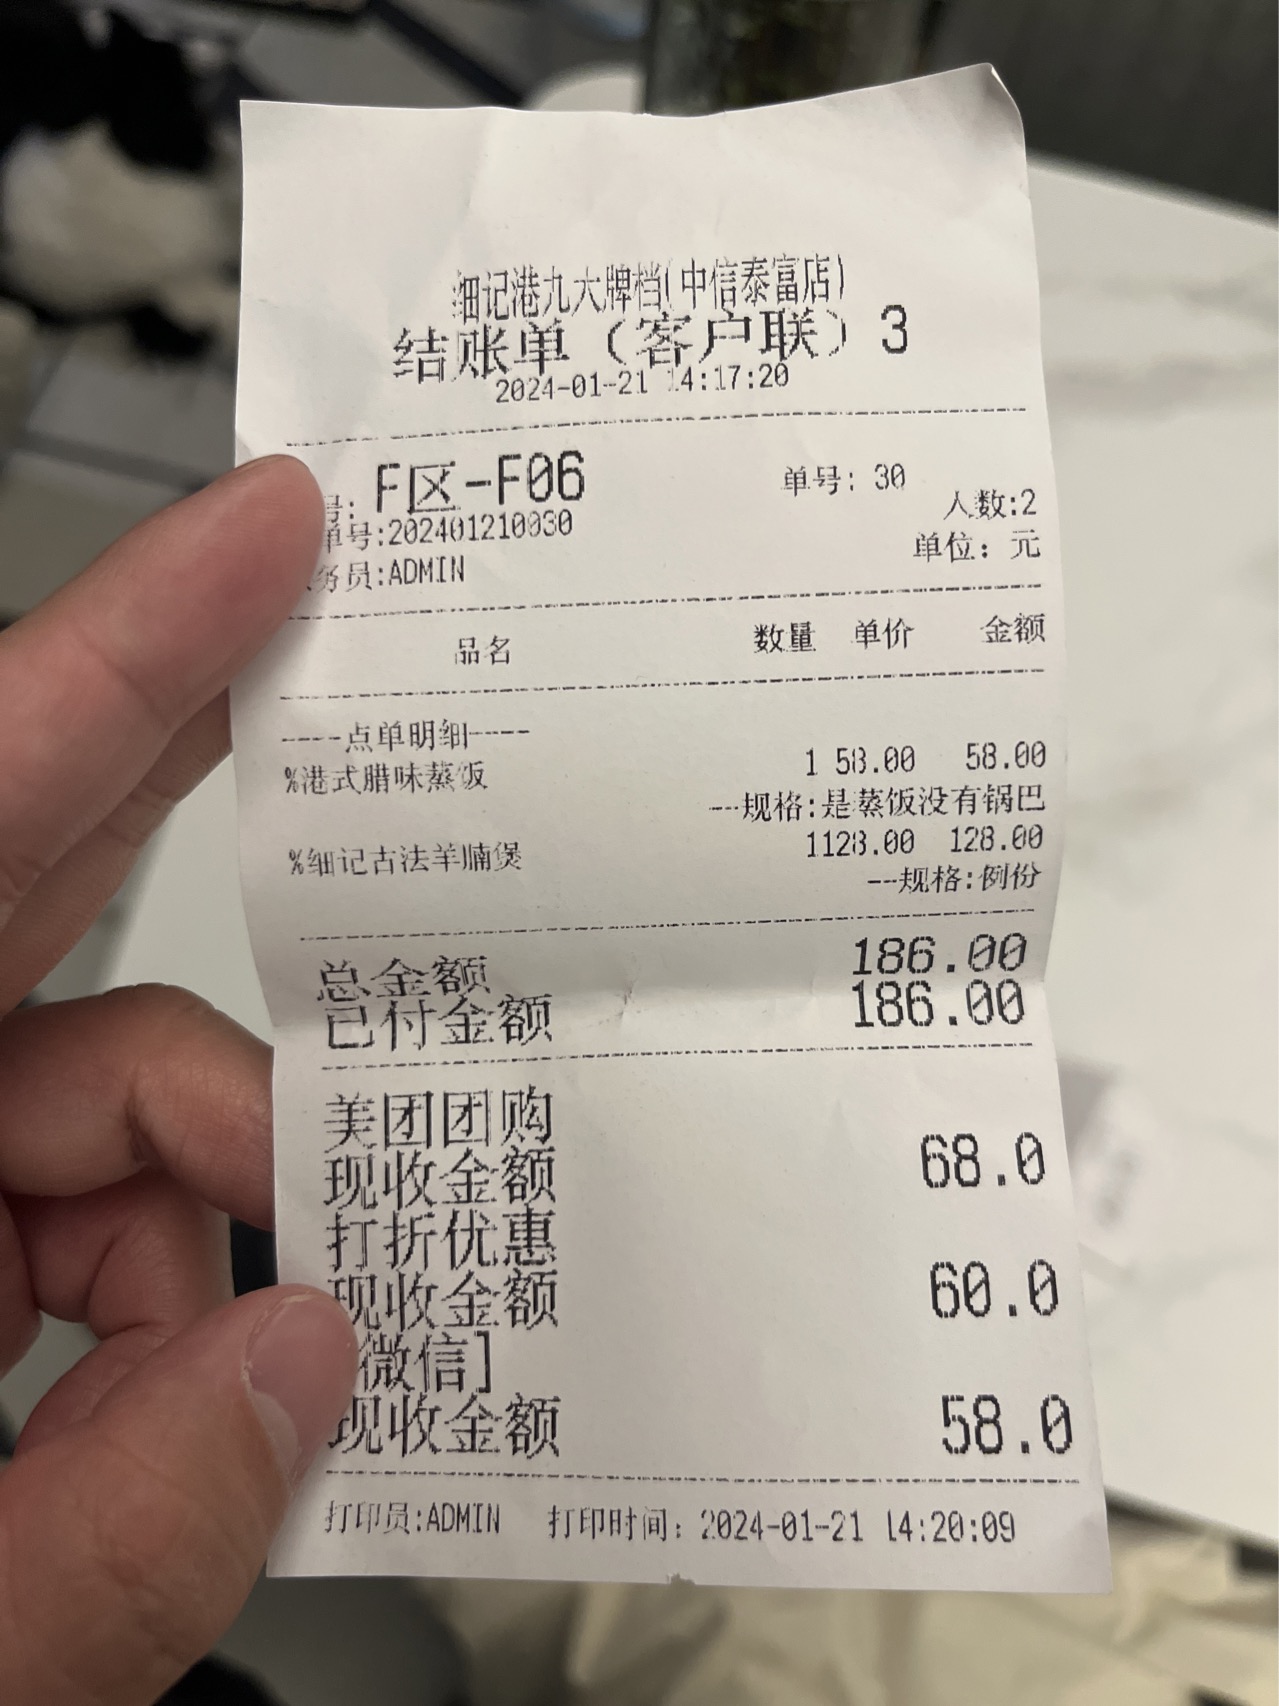 细记港九大牌档(中信泰富店)
结账单（客户联）3
2024-01-21 14:17:20
号: F区-F06 单号: 30
单号:202401210030 人数:2
务员:ADMIN 单位: 元
品名 数量 单价 金额
----点单明细----
%港式腊味蒸饭 1 58.00 58.00
---规格:是蒸饭没有锅巴
%细记古法羊腩煲 1128.00 128.00
---规格:例份
总金额 186.00
已付金额 186.00
美团团购
现收金额 68.0
打折优惠
现收金额 60.0
微信]
现收金额 58.0
打印员:ADMIN 打印时间: 2024-01-21 14:20:09